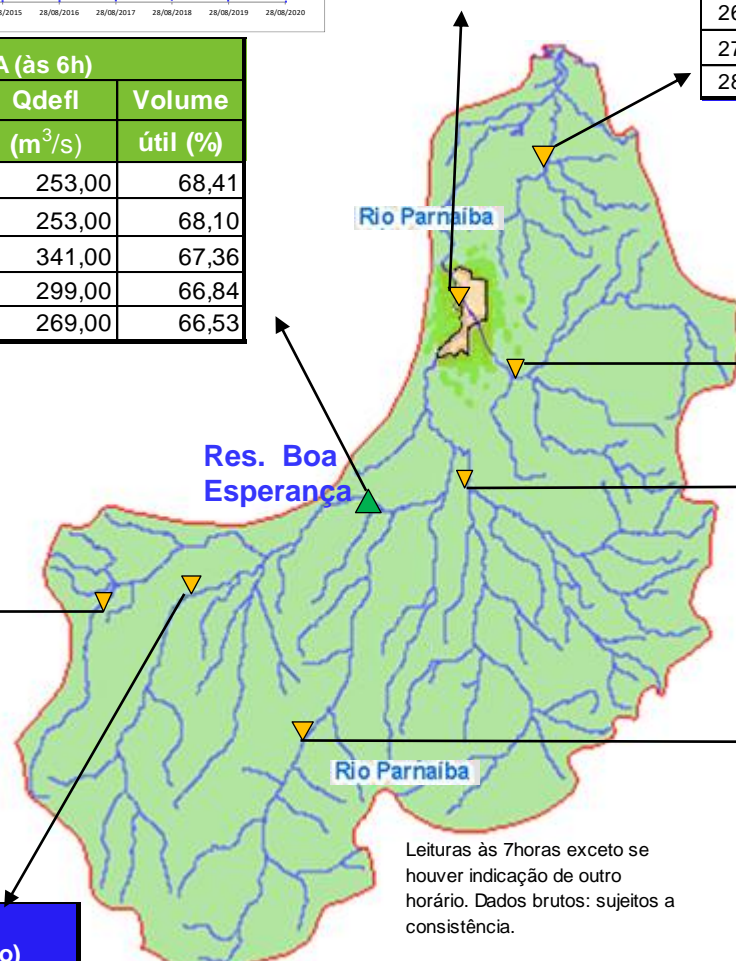 28/08/2016 28/08/2017 28/08/2018 28/08/2019 28/08/2020
26
27
28
(às 6h)
Qdefl Volume
(m³/s) útil (%)
253,00 68,41
253,00 68,10
341,00 67,36
299,00 66,84
269,00 66,53
Rio Parnaíba
Res. Boa
Esperança
Rio Parnaíba
Leituras às 7horas exceto se
houver indicação de outro
horário. Dados brutos: sujeitos a
consistência.